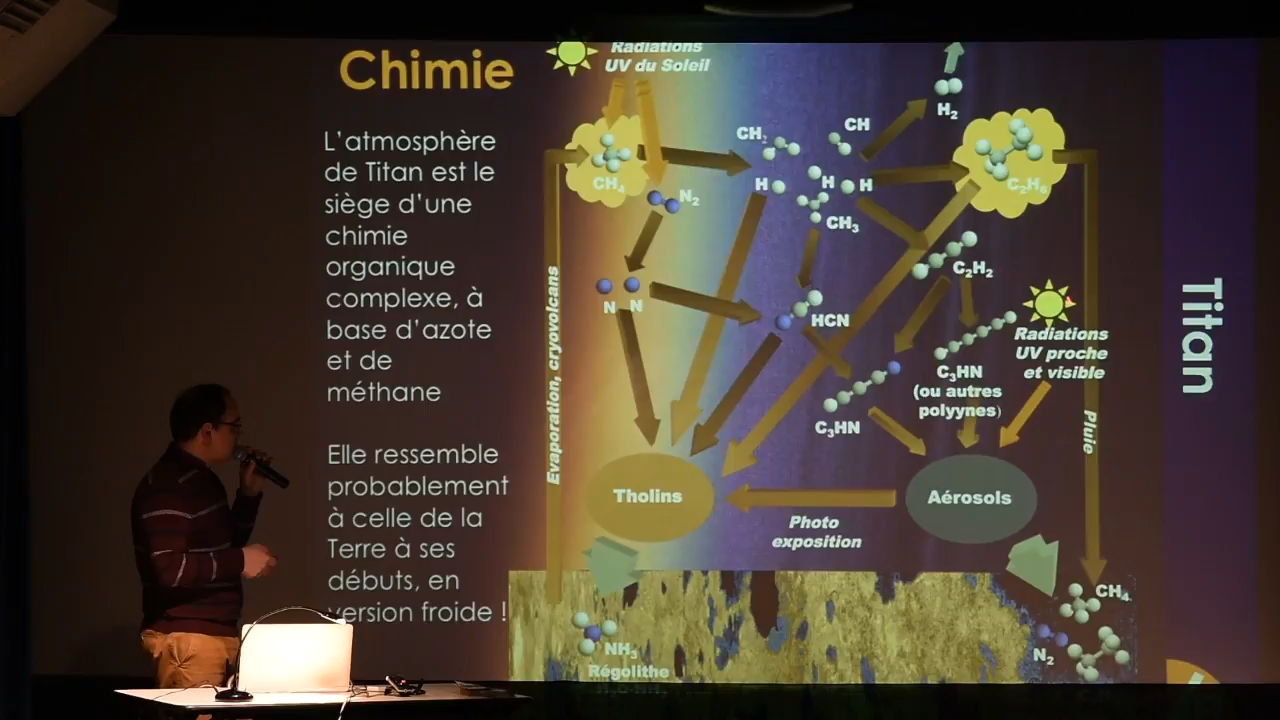 Chimie
L'atmosphère
de Titan est le
siège d'une
chimie
organique
complexe, à
base d'azote
et de
méthane
Elle ressemble
probablement
à celle de la
Terre à ses
débuts, en
version froide !
Radiations
UV du Soleil
CH₄
N₂
N N
Evaporation, cryovolcans
CH₂
CH
H
H
H
CH₃
H₂
C₂H₆
C₂H₂
HCN
C₃HN
C₃HN
(ou autres
polyynes)
Radiations
UV proche
et visible
Pluie
Tholins
Aérosols
Photo
exposition
NH₃
Régolithe
CH₄
N₂
Titan